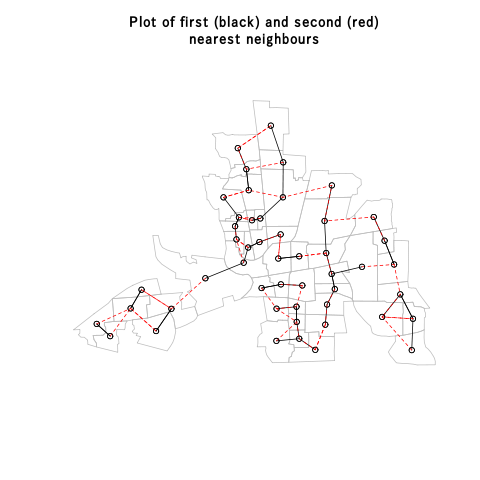 Plot of first (black) and second (red)
nearest neighbours